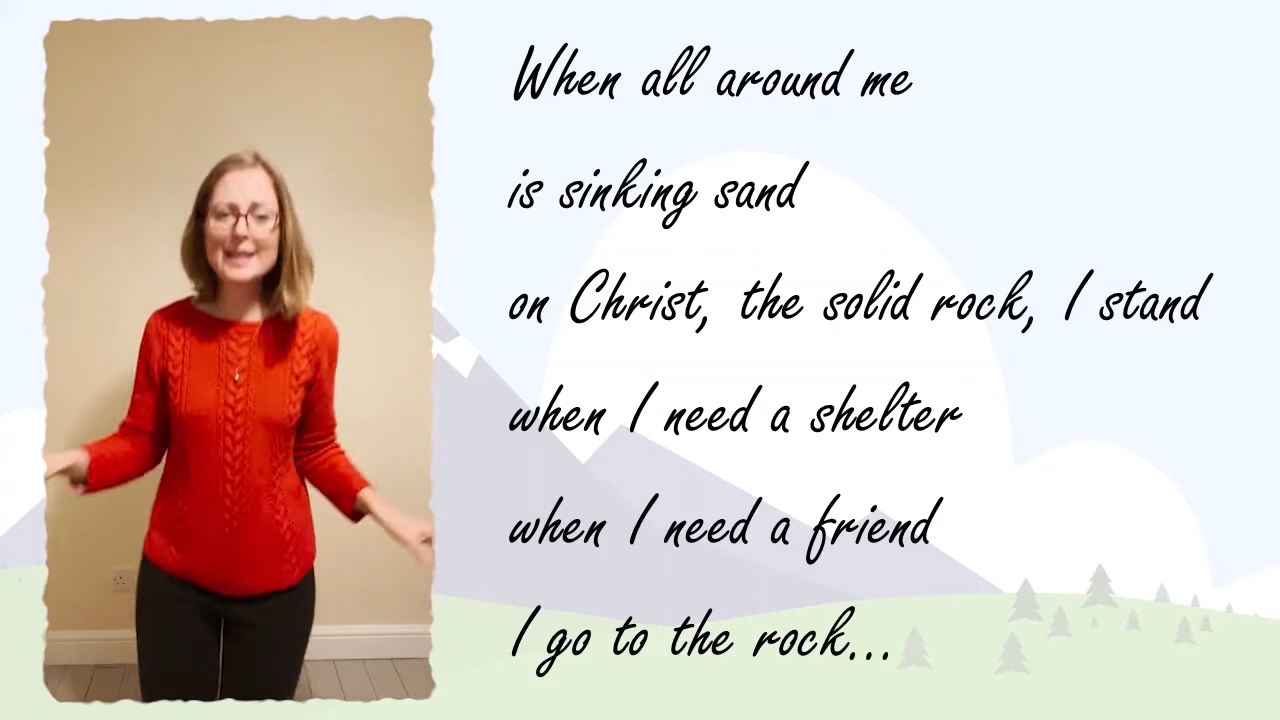 When all around me
is sinking sand
on Christ, the solid rock, I stand
when I need a shelter
when I need a friend
I go to the rock...